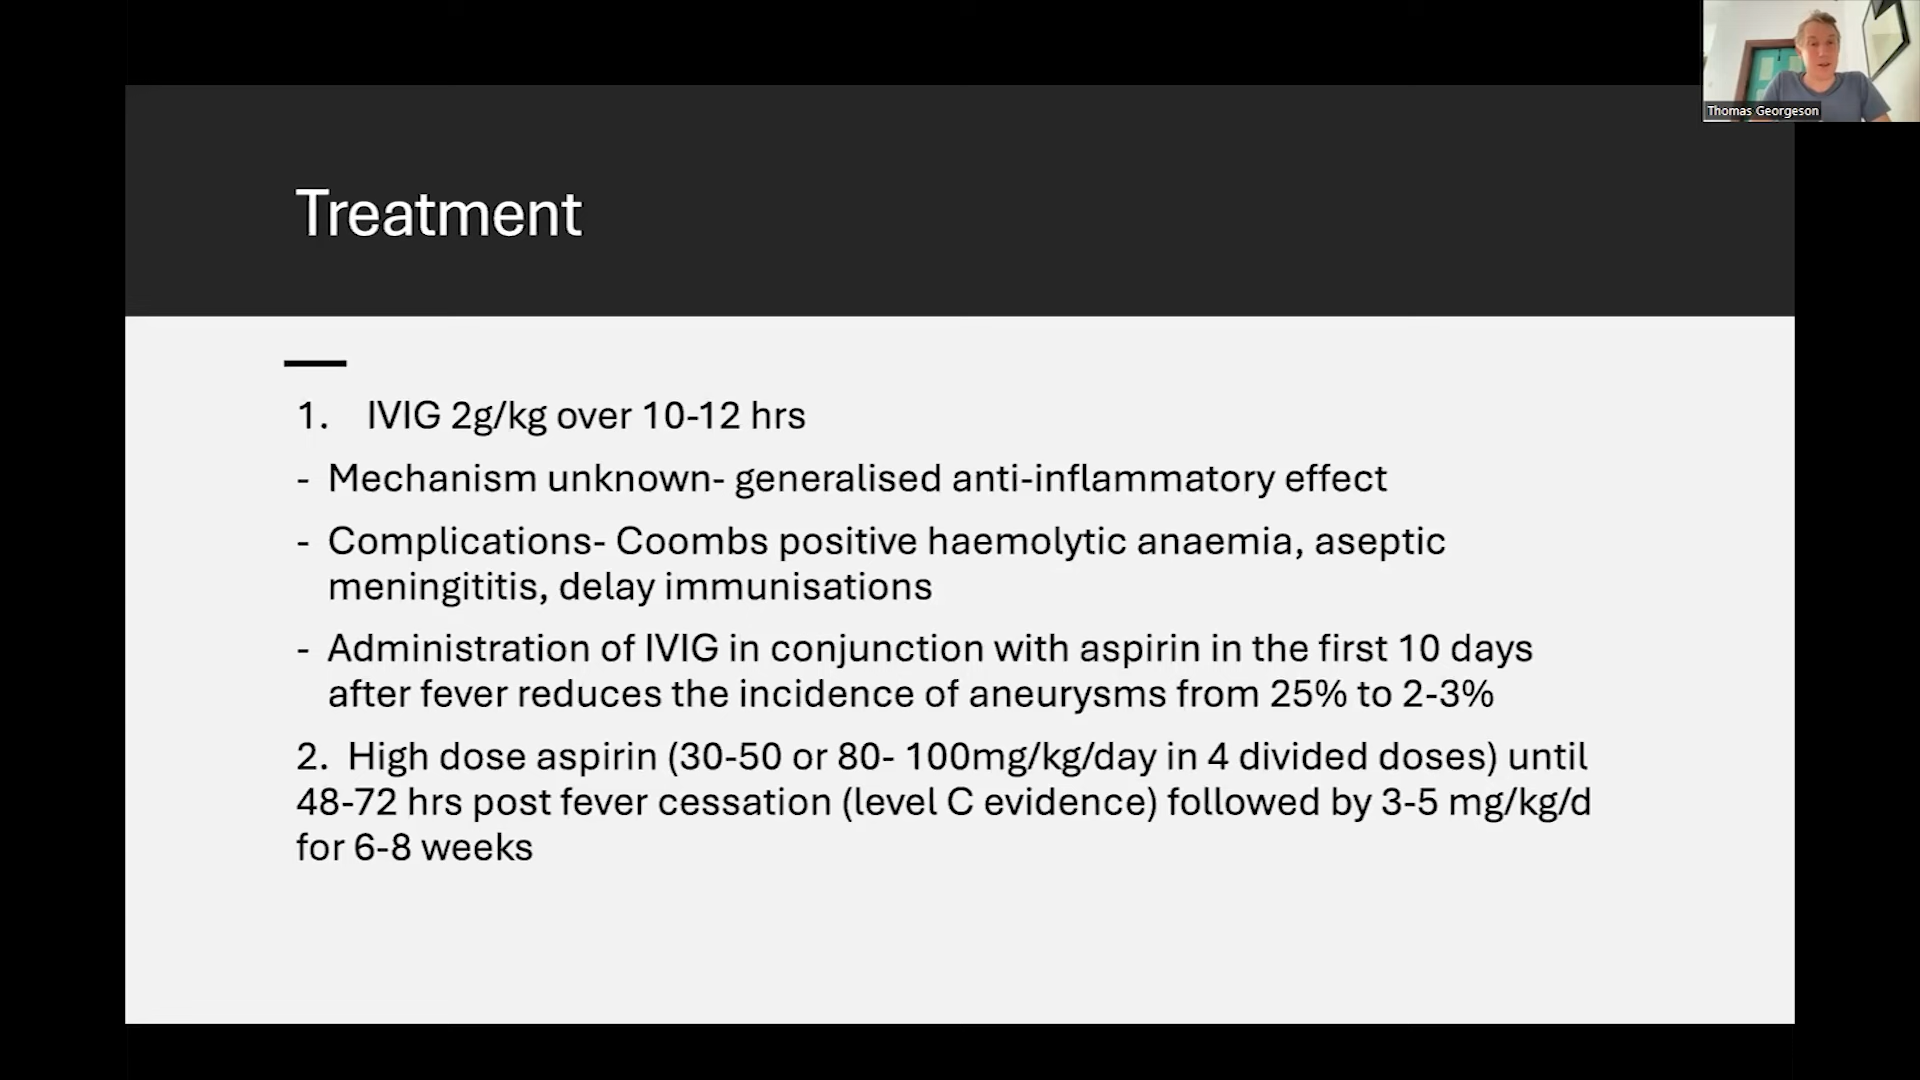 Thomas Georgeson
Treatment
1. IVIG 2g/kg over 10-12 hrs
- Mechanism unknown- generalised anti-inflammatory effect
- Complications- Coombs positive haemolytic anaemia, aseptic
meningititis, delay immunisations
- Administration of IVIG in conjunction with aspirin in the first 10 days
after fever reduces the incidence of aneurysms from 25% to 2-3%
2. High dose aspirin (30-50 or 80- 100mg/kg/day in 4 divided doses) until
48-72 hrs post fever cessation (level C evidence) followed by 3-5 mg/kg/d
for 6-8 weeks